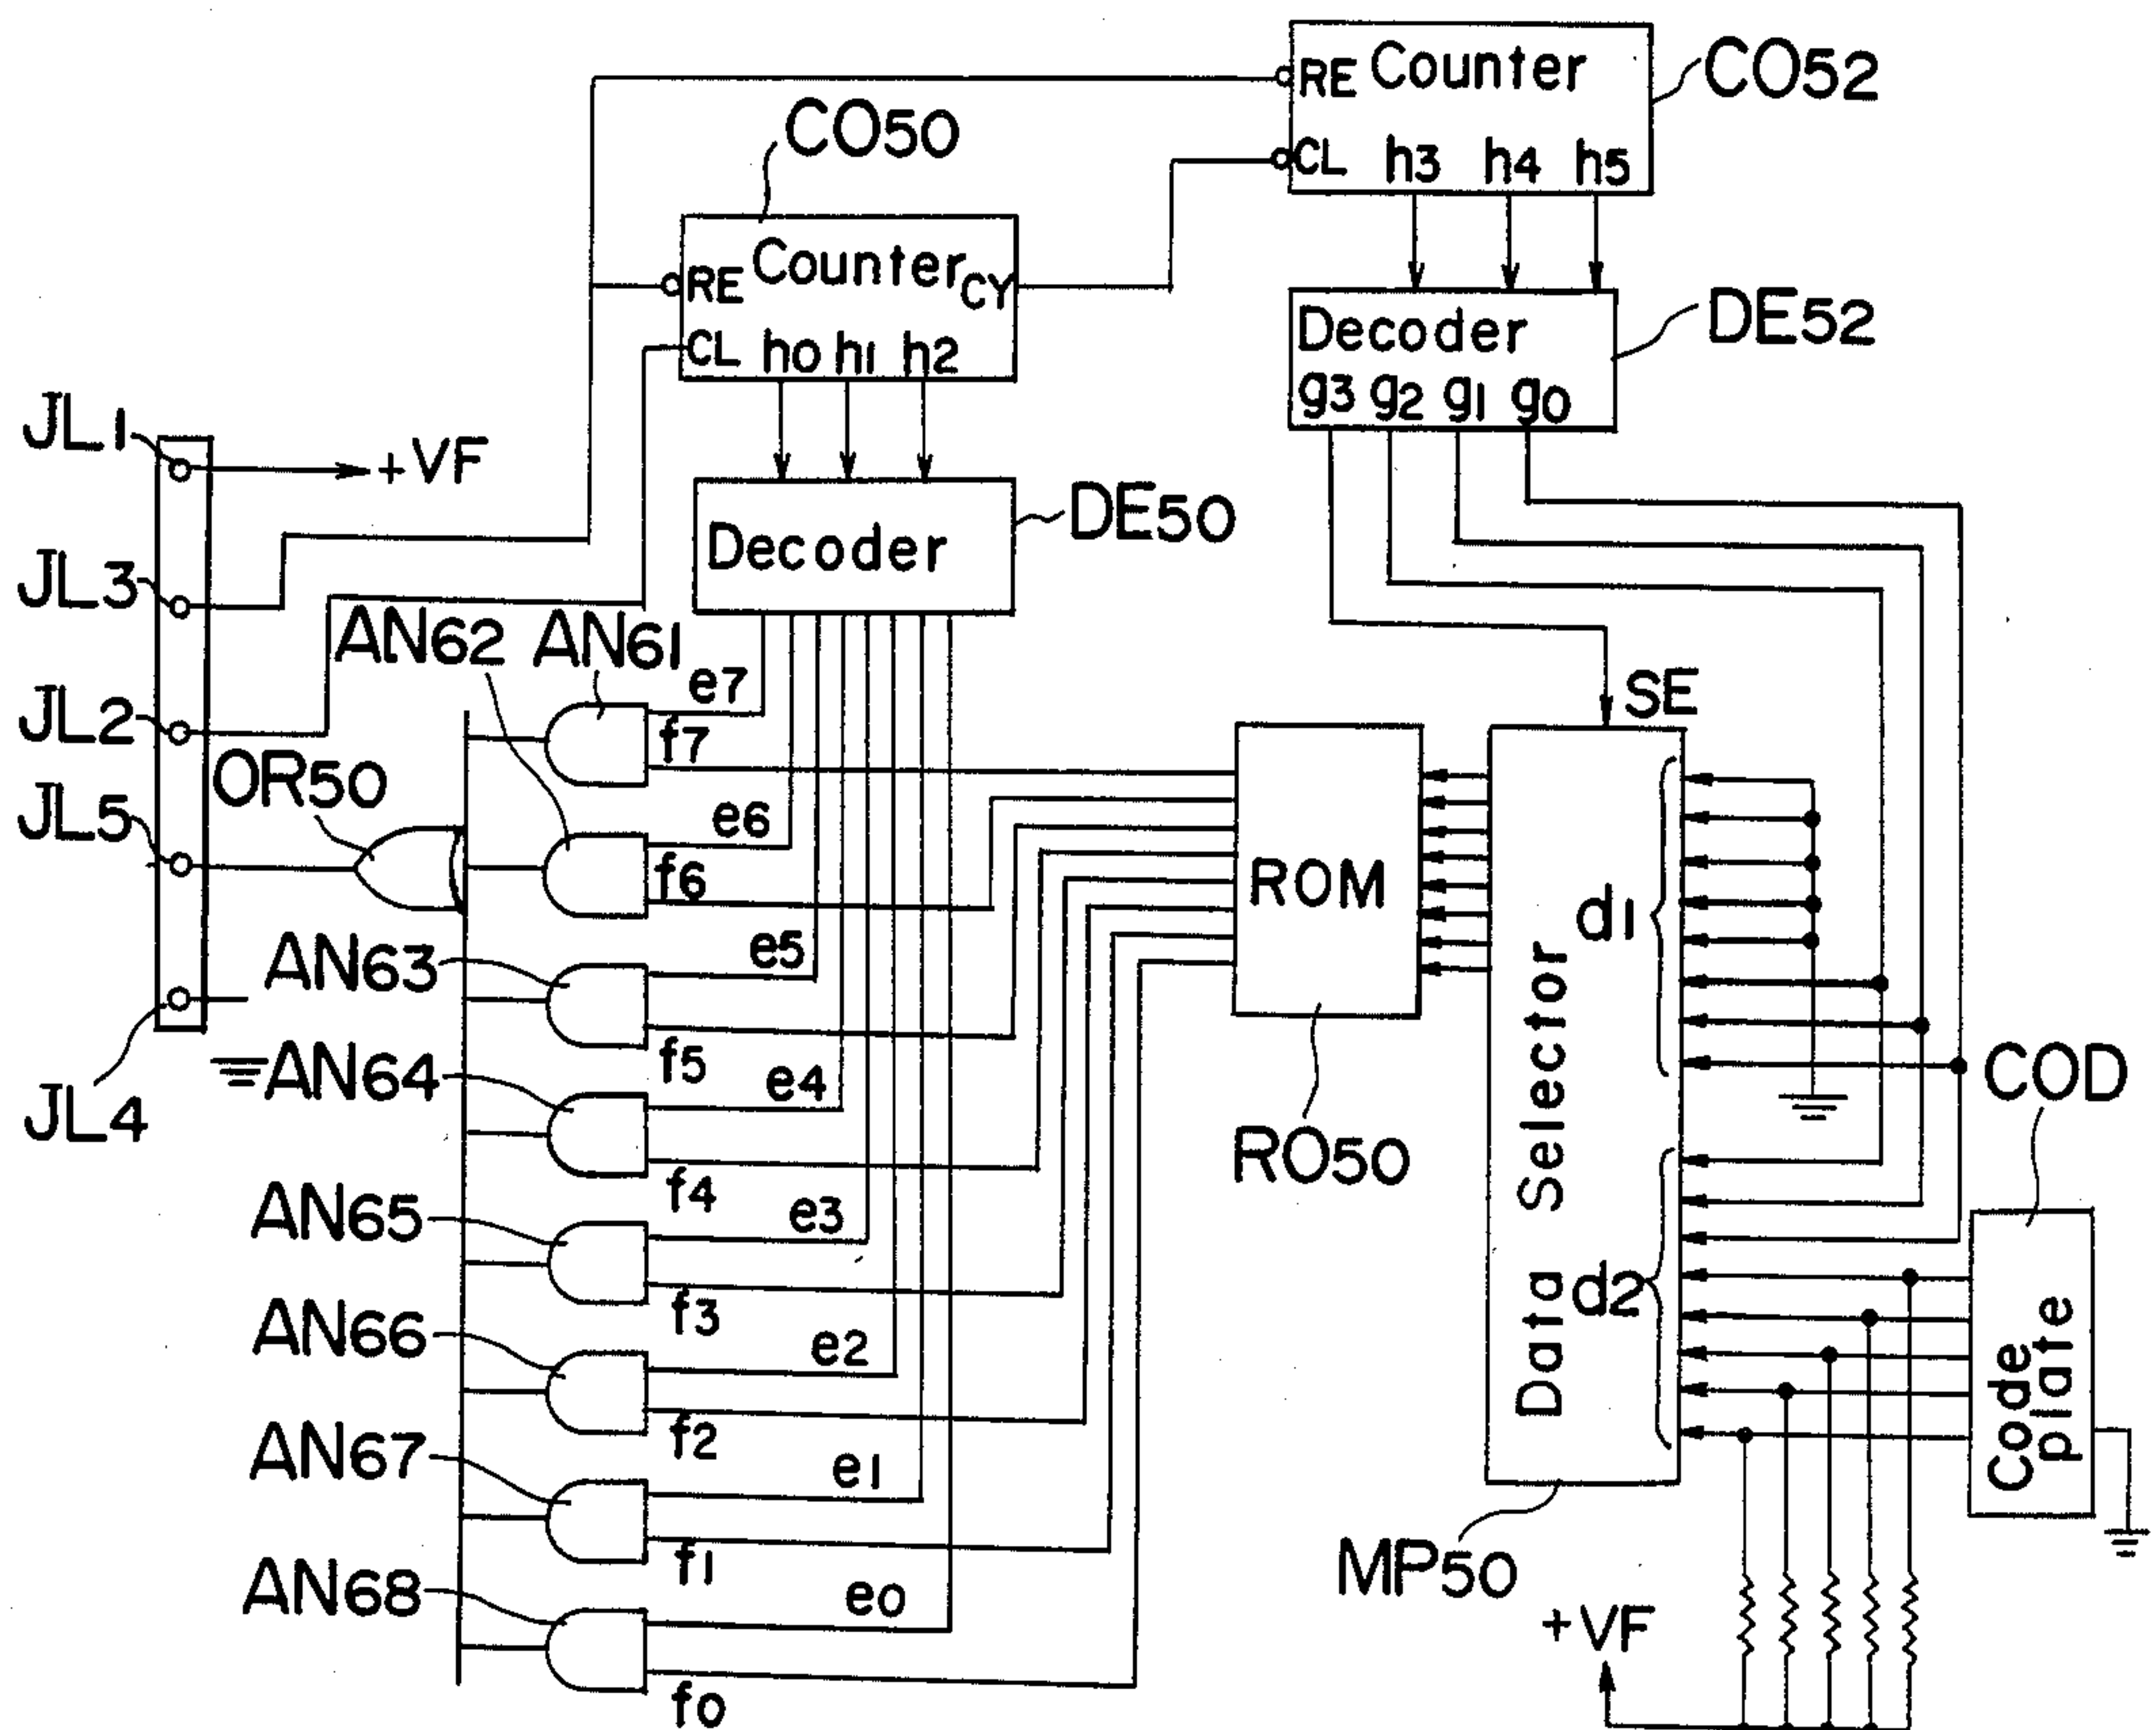 RE Counter
CO52
CL h3 h4 h5
CO50
RE Counter CY
CL h0 h1 h2
Decoder
g3 g2 g1 g0
DE52
JL1
+VF
DE50
Decoder
JL3
AN62
AN61
e7
SE
JL2
f7
OR50
JL5
e6
f6
ROM
d1
AN63
e5
f5
JL4
AN64
e4
COD
RO50
f4
AN65
e3
Data Selector
d2
f3
AN66
e2
Code plate
f2
AN67
e1
MP50
f1
AN68
e0
+VF
f0